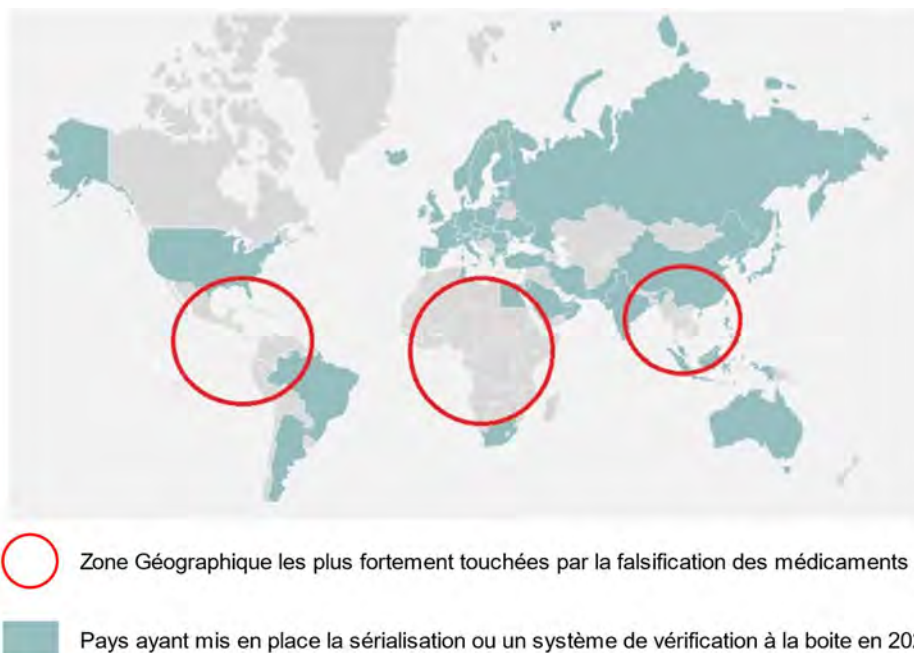 Zone Géographique les plus fortement touchées par la falsification des médicaments
Pays ayant mis en place la sérialisation ou un système de vérification à la boite en